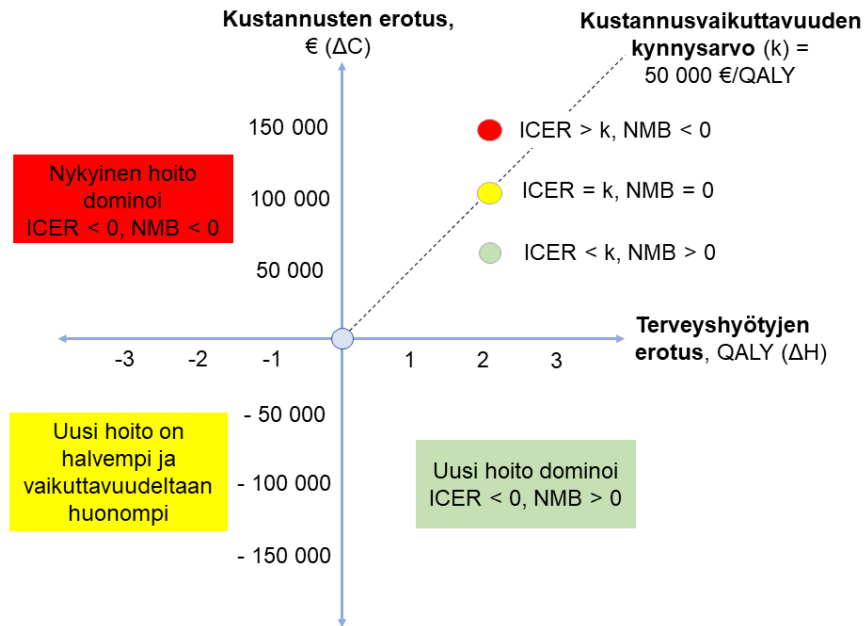 Kustannusten erotus,
€ (ΔC)
Kustannusvaikuttavuuden
kynnysarvo (k) =
50 000 €/QALY
150 000
ICER > k, NMB < 0
Nykyinen hoito
dominoi
ICER < 0, NMB < 0
100 000
ICER = k, NMB = 0
50 000
ICER < k, NMB > 0
Terveyshyötyjen
erotus, QALY (ΔH)
-3 -2 -1 1 2 3
- 50 000
Uusi hoito on
halvempi ja
vaikuttavuudeltaan
huonompi
- 100 000
Uusi hoito dominoi
ICER < 0, NMB > 0
- 150 000